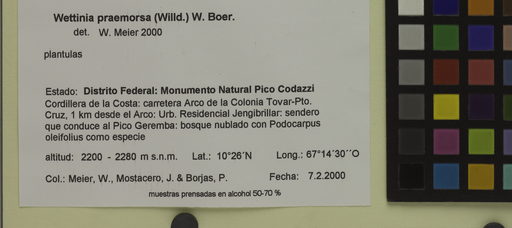 Wettinia praemorsa (Willd.) W. Boer.
det. W. Meier 2000
plantulas
Estado: Distrito Federal: Monumento Natural Pico Codazzi
Cordillera de la Costa: carretera Arco de la Colonia Tovar-Pto.
Cruz, 1 km desde el Arco: Urb. Residencial Jengibrillar: sendero
que conduce al Pico Geremba: bosque nublado con Podocarpus
oleifolius como especie
altitud: 2200 - 2280 m s.n.m. Lat.: 10°26´N Long.: 67°14´30´´O
Col.: Meier, W., Mostacero, J. & Borjas, P. Fecha: 7.2.2000
muestras prensadas en alcohol 50-70 %